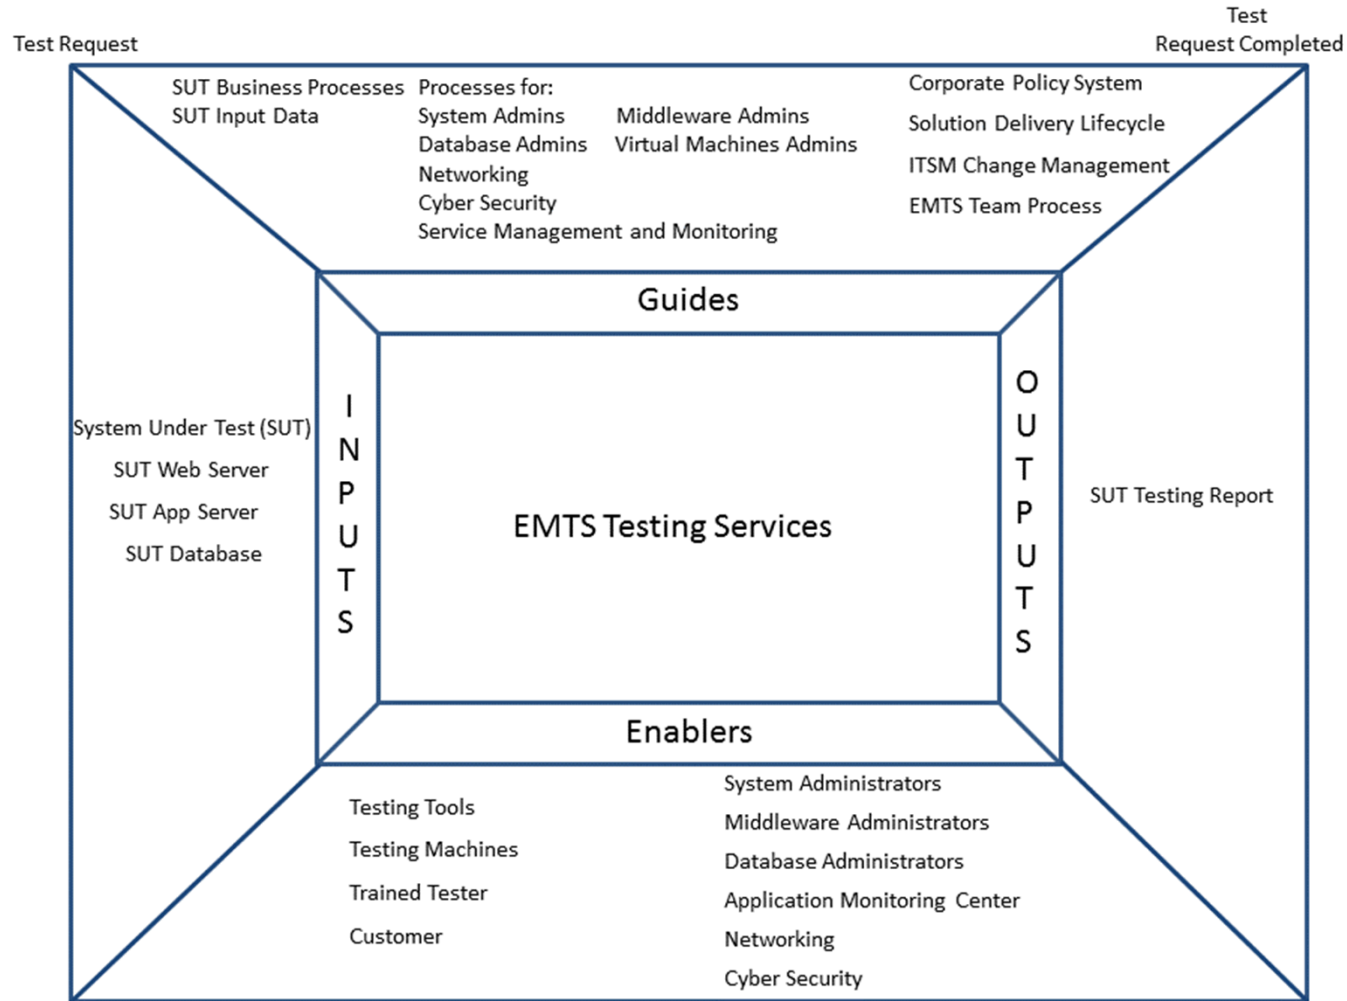 Test Request
Test
Request Completed
SUT Business Processes
SUT Input Data
Processes for:
System Admins
Middleware Admins
Database Admins
Virtual Machines Admins
Networking
Cyber Security
Service Management and Monitoring
Corporate Policy System
Solution Delivery Lifecycle
ITSM Change Management
EMTS Team Process
Guides
System Under Test (SUT)
SUT Web Server
SUT App Server
SUT Database
INPUTS
EMTS Testing Services
OUTPUTS
SUT Testing Report
Enablers
Testing Tools
Testing Machines
Trained Tester
Customer
System Administrators
Middleware Administrators
Database Administrators
Application Monitoring Center
Networking
Cyber Security